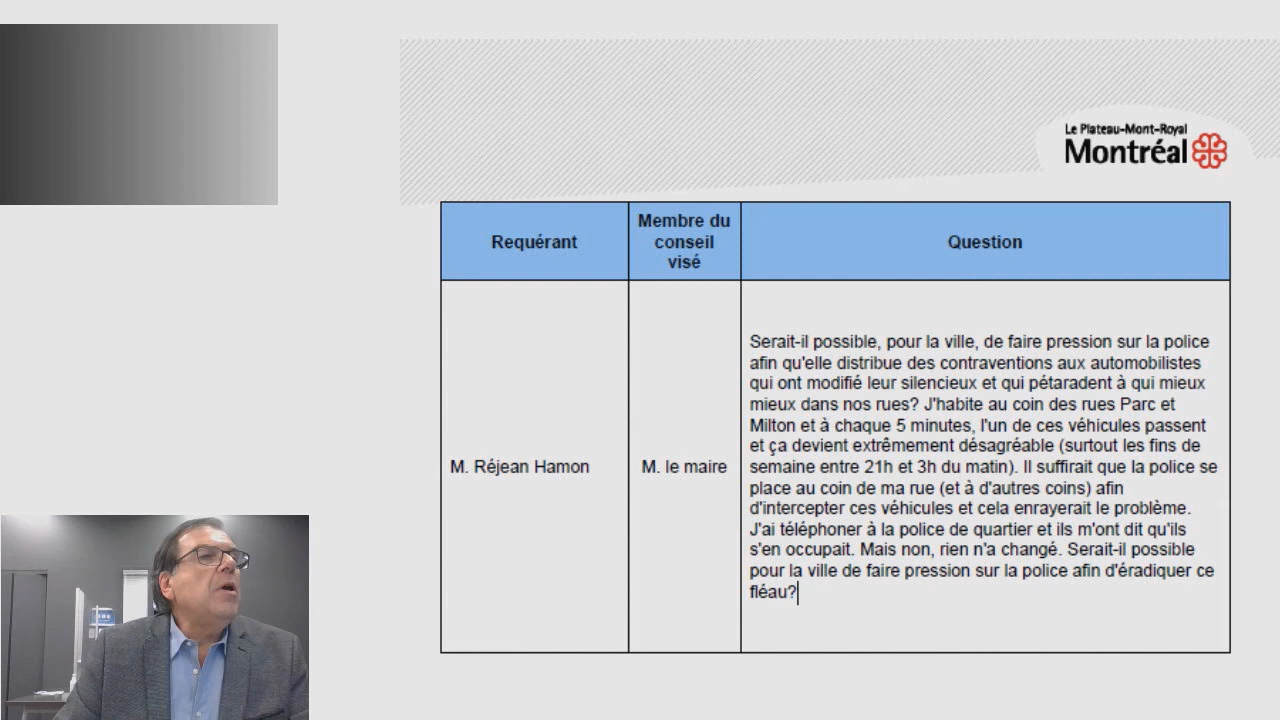 Le Plateau-Mont-Royal
Montréal
Requérant
Membre du
conseil
visé
Question
M. Réjean Hamon
M. le maire
Serait-il possible, pour la ville, de faire pression sur la police
afin qu'elle distribue des contraventions aux automobilistes
qui ont modifié leur silencieux et qui pétaradent à qui mieux
mieux dans nos rues? J'habite au coin des rues Parc et
Milton et à chaque 5 minutes, l'un de ces véhicules passent
et ça devient extrêmement désagréable (surtout les fins de
semaine entre 21h et 3h du matin). Il suffirait que la police se
place au coin de ma rue (et à d'autres coins) afin
d'intercepter ces véhicules et cela enrayerait le problème.
J'ai téléphoner à la police de quartier et ils m'ont dit qu'ils
s'en occupait. Mais non, rien n'a changé. Serait-il possible
pour la ville de faire pression sur la police afin d'éradiquer ce
fléau?